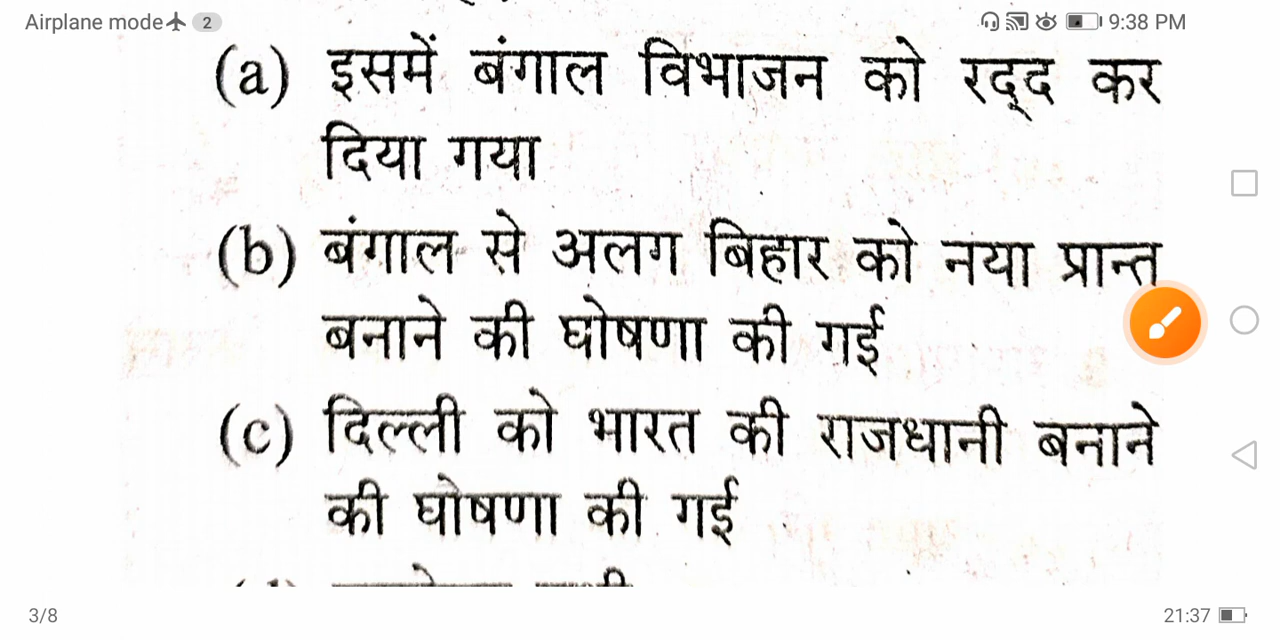 Airplane mode 2 9:38 PM
(a) इसमें बंगाल विभाजन को रद्द कर
दिया गया
(b) बंगाल से अलग बिहार को नया प्रान्त
बनाने की घोषणा की गई
(c) दिल्ली को भारत की राजधानी बनाने
की घोषणा की गई
3/8 21:37